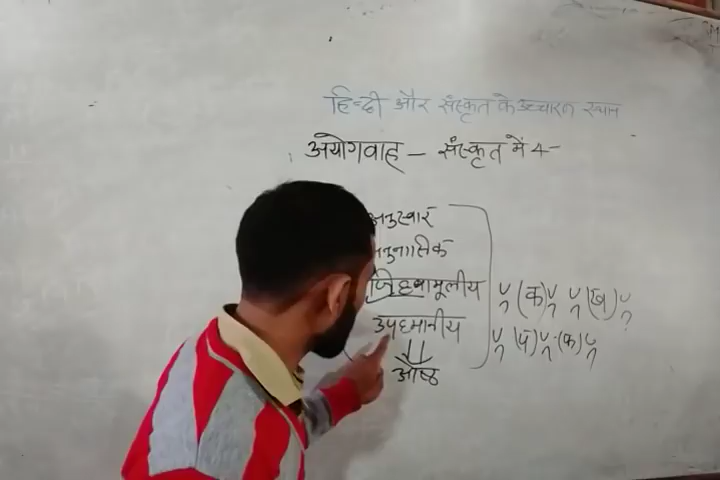 हिन्दी और संस्कृत के उच्चारण स्थान
अयोगवाह - संस्कृत में 4-
अनुस्वार
अनुनासिक
जिह्वामूलीय (क) (ख)
उपध्मानीय (प) (फ)
ओष्ठ